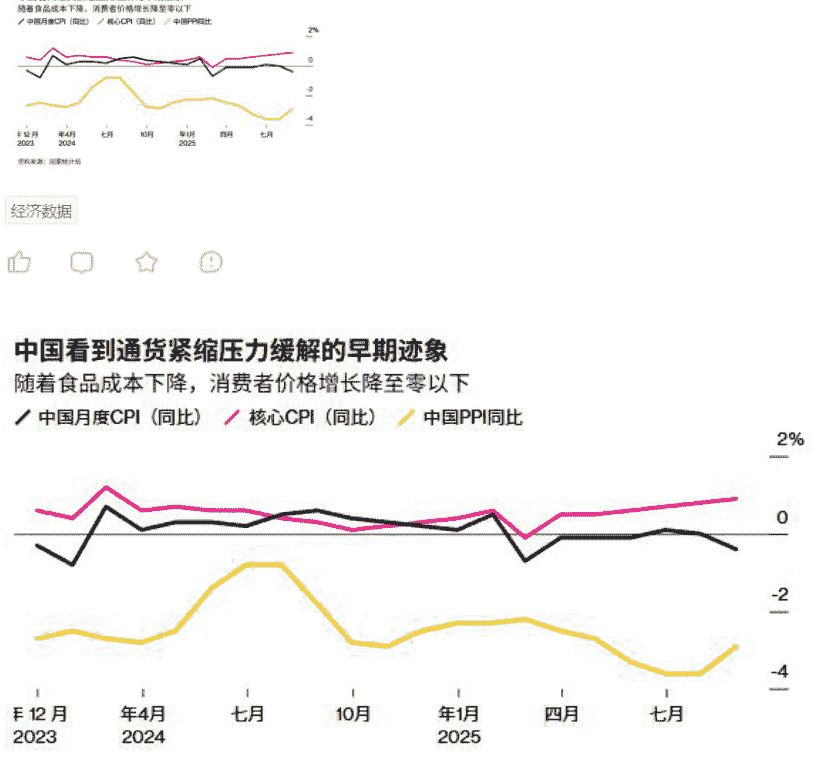 随着食品成本下降，消费者价格增长降至零以下
中国月度CPI（同比） 核心CPI（同比） 中国PPI同比
2%
0
-2
-4
年4月 七月 10月 年1月 四月 七月
2023 2024 2025
经济数据
中国看到通货紧缩压力缓解的早期迹象
随着食品成本下降，消费者价格增长降至零以下
中国月度CPI（同比） 核心CPI（同比） 中国PPI同比
2%
0
-2
-4
12 月 年4月 七月 10月 年1月 四月 七月
2023 2024 2025